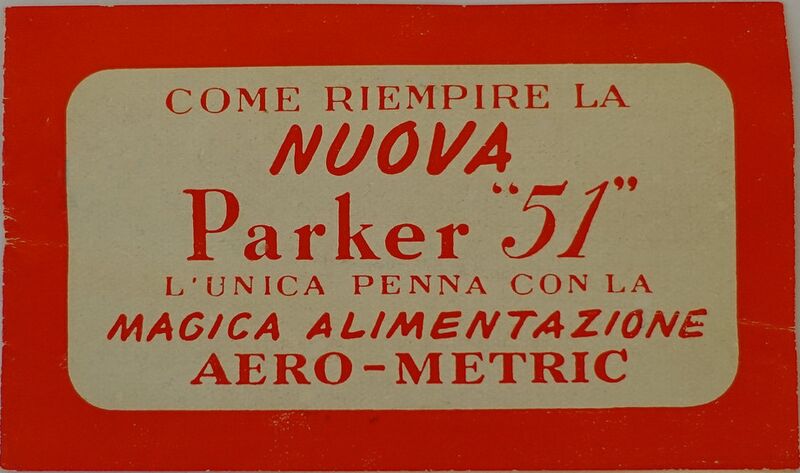 COME RIEMPIRE LA
NUOVA
Parker "51"
L'UNICA PENNA CON LA
MAGICA ALIMENTAZIONE
AERO-METRIC